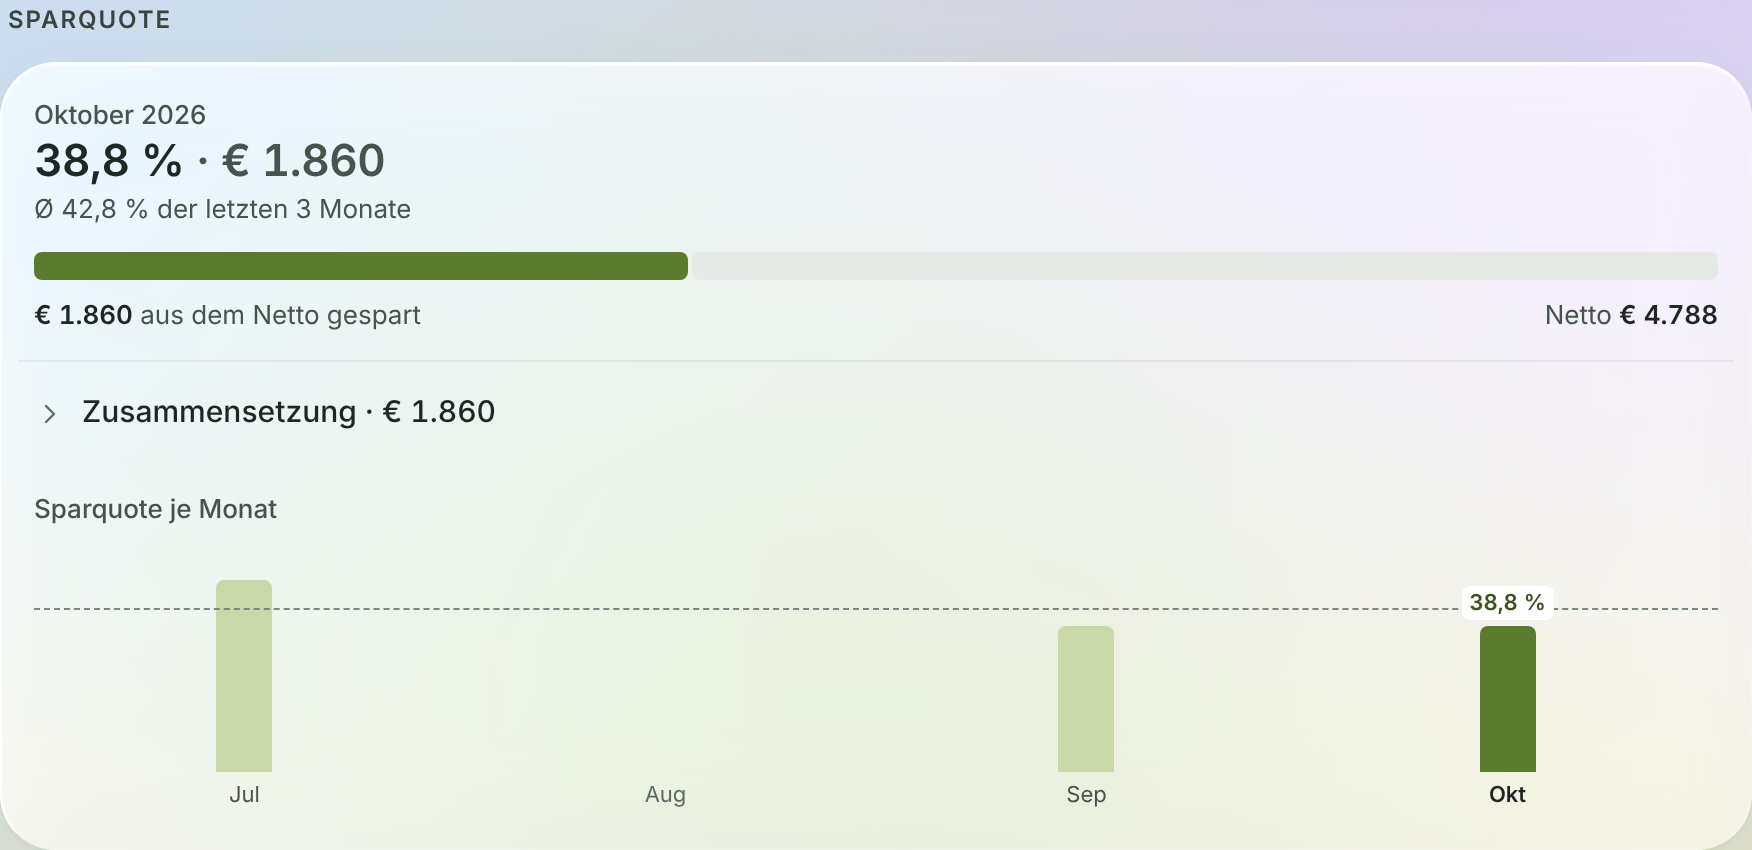 SPARQUOTE
Oktober 2026
38,8 % · € 1.860
Ø 42,8 % der letzten 3 Monate
€ 1.860 aus dem Netto gespart
Netto € 4.788
Zusammensetzung · € 1.860
Sparquote je Monat
38,8 %
Jul
Aug
Sep
Okt